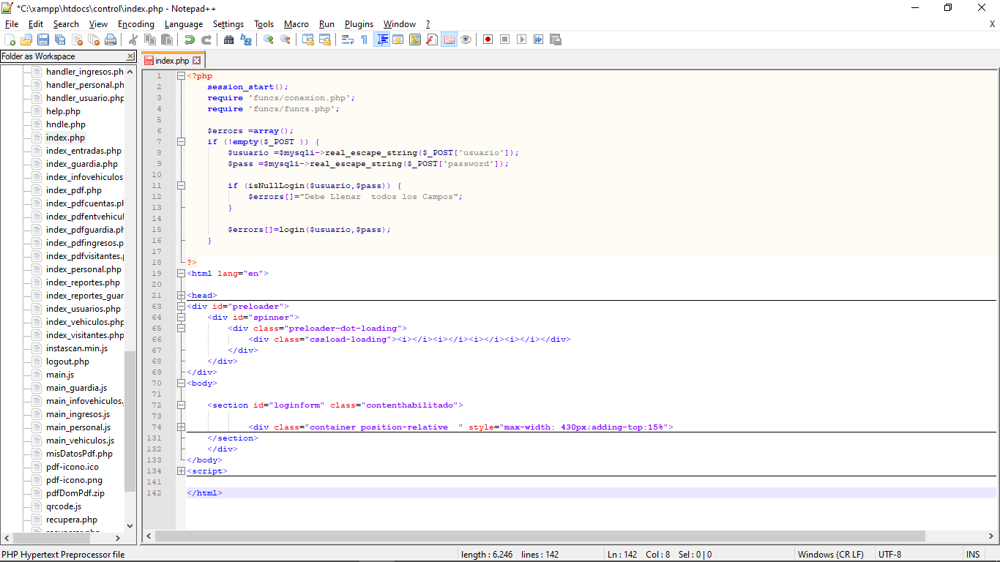 *C:\xampp\htdocs\control\index.php - Notepad++
File Edit Search View Encoding Language Settings Tools Macro Run Plugins Window ? X
Folder as Workspace
handler_ingresos.ph
handler_personal.ph
handler_usuario.php
help.php
hndle.php
index.php
index_entradas.php
index_guardia.php
index_infovehiculos
index_pdf.php
index_pdfcuentas.ph
index_pdfentvehicul
index_pdfguardia.ph
index_pdfingresos.p
index_pdfvisitantes.p
index_personal.php
index_reportes.php
index_reportes_guar
index_usuarios.php
index_vehiculos.php
index_visitantes.php
instascan.min.js
logout.php
main.js
main_guardia.js
main_infovehiculos.
main_ingresos.js
main_personal.js
main_vehiculos.js
misDatosPdf.php
pdf-icono.ico
pdf-icono.png
pdfDomPdf.zip
qrcode.js
recupera.php
index.php
1 <?php
2 session_start();
3 require 'funcs/conexion.php';
4 require 'funcs/funcs.php';
5
6 $errors =array();
7 if (!empty($_POST )) {
8 $usuario =$mysqli->real_escape_string($_POST['usuario']);
9 $pass =$mysqli->real_escape_string($_POST['password']);
10
11 if (isNullLogin($usuario,$pass)) {
12 $errors[]="Debe Llenar  todos los Campos";
13 }
14
15 $errors[]=login($usuario,$pass);
16 }
17
18 ?>
19 <html lang="en">
20
21 <head>
63 <div id="preloader">
64 <div id="spinner">
65 <div class="preloader-dot-loading">
66 <div class="cssload-loading"><i></i><i></i><i></i><i></i></div>
67 </div>
68 </div>
69 </div>
70 <body>
71
72 <section id="loginform" class="contenthabilitado">
73
74 <div class="container position-relative  " style="max-width: 430px;adding-top:15%">
131 </section>
132 </div>
133 </body>
134 <script>
141
142 </html>
PHP Hypertext Preprocessor file length : 6.246 lines : 142 Ln : 142 Col : 8 Sel : 0 | 0 Windows (CR LF) UTF-8 INS